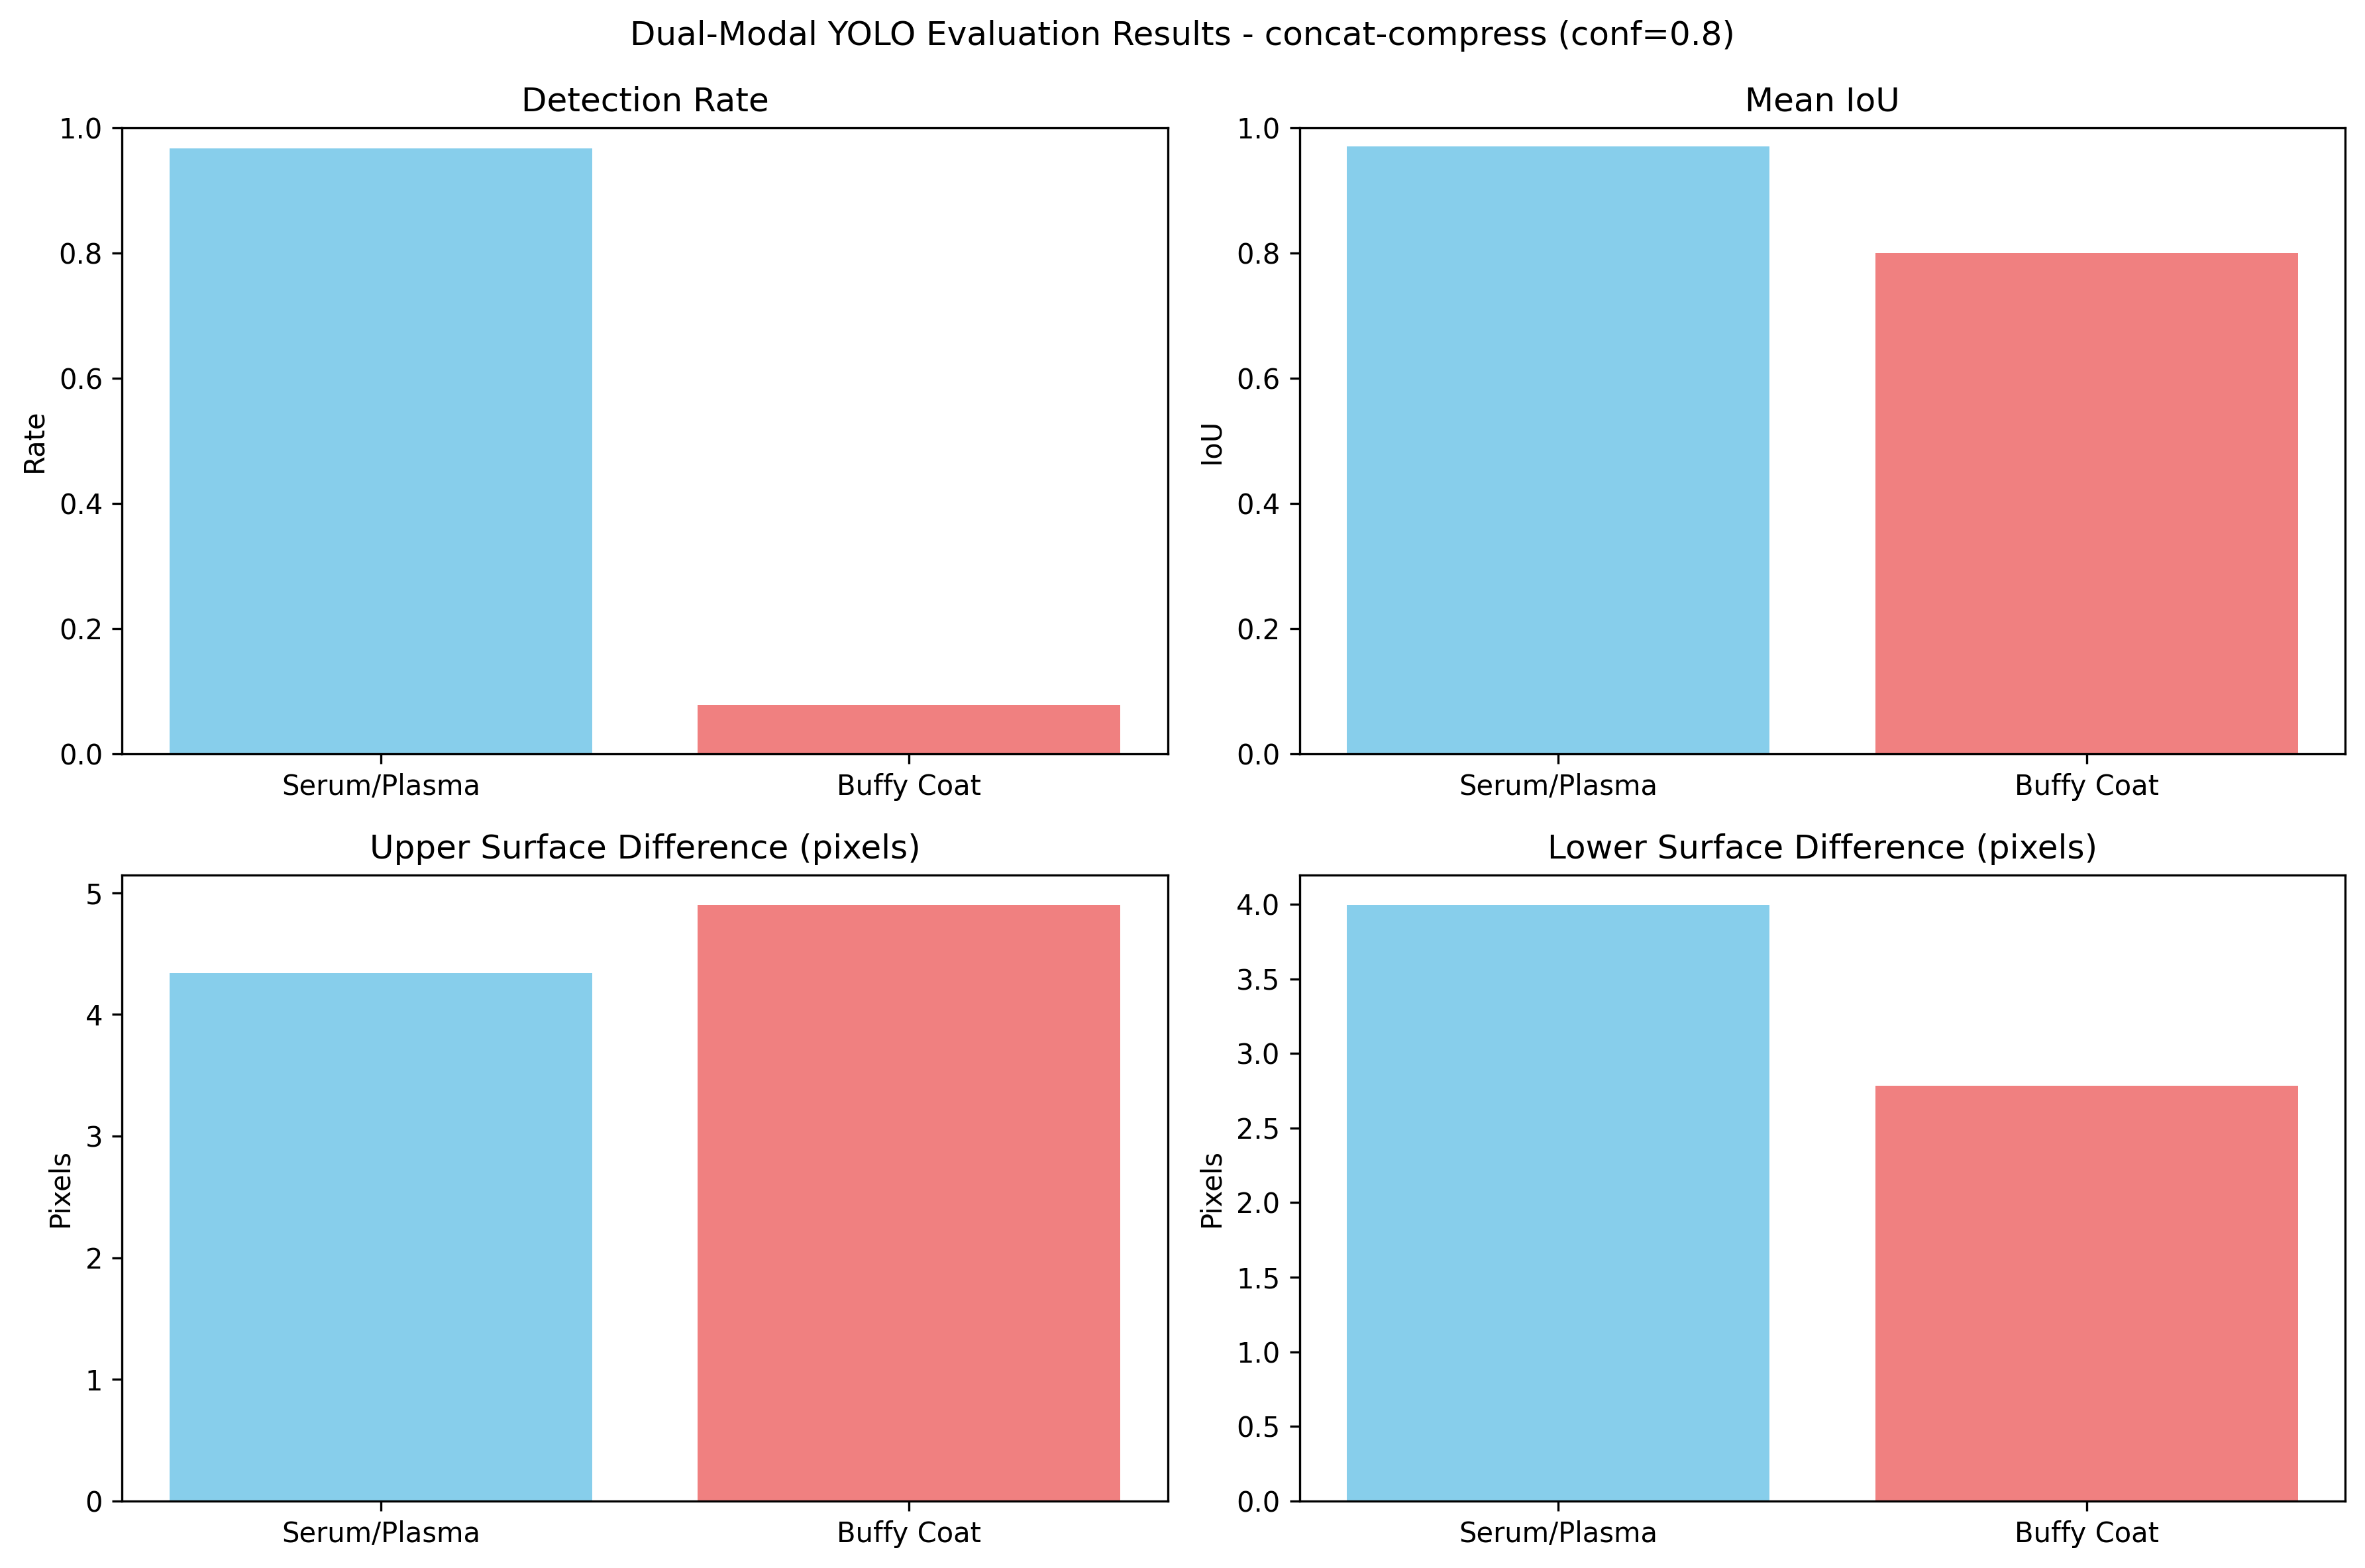 Dual-Modal YOLO Evaluation Results - concat-compress (conf=0.8)
Detection Rate
1.0
0.8
0.6
0.4
0.2
0.0
Rate
Serum/Plasma
Buffy Coat
Mean IoU
1.0
0.8
0.6
0.4
0.2
0.0
IoU
Serum/Plasma
Buffy Coat
Upper Surface Difference (pixels)
5
4
3
2
1
0
Pixels
Serum/Plasma
Buffy Coat
Lower Surface Difference (pixels)
4.0
3.5
3.0
2.5
2.0
1.5
1.0
0.5
0.0
Pixels
Serum/Plasma
Buffy Coat